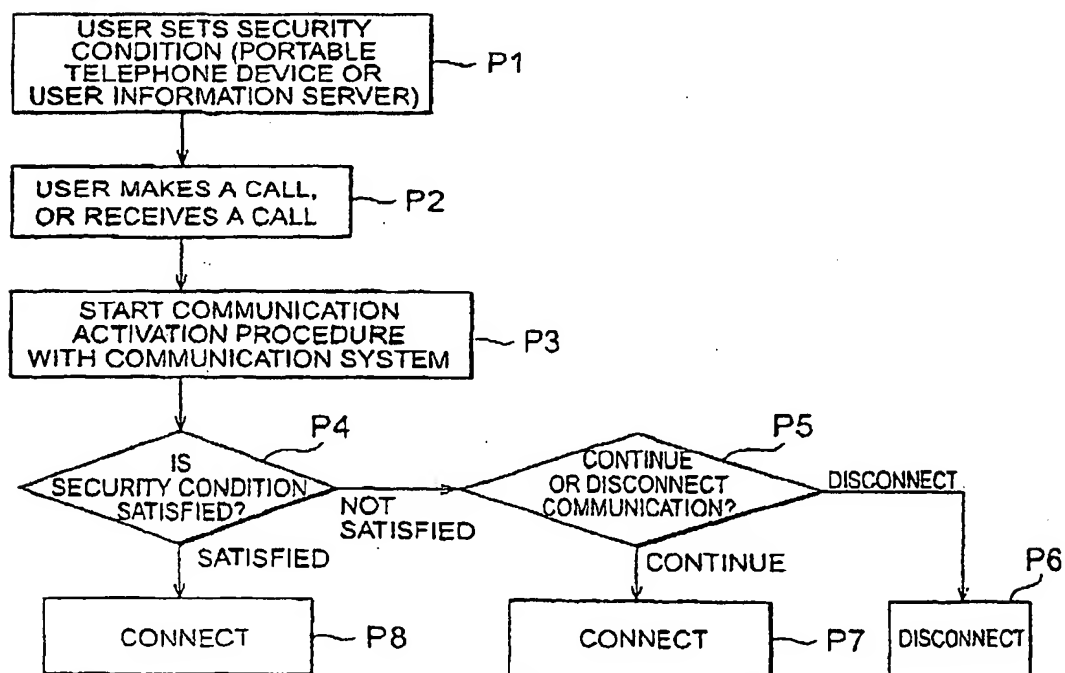 USER SETS SECURITY
CONDITION (PORTABLE
TELEPHONE DEVICE OR
USER INFORMATION SERVER)
P1
USER MAKES A CALL,
OR RECEIVES A CALL
P2
START COMMUNICATION
ACTIVATION PROCEDURE
WITH COMMUNICATION SYSTEM
P3
P4
IS
SECURITY CONDITION
SATISFIED?
NOT
SATISFIED
SATISFIED
P5
CONTINUE
OR DISCONNECT
COMMUNICATION?
DISCONNECT
CONTINUE
P6
CONNECT
P8
CONNECT
P7
DISCONNECT